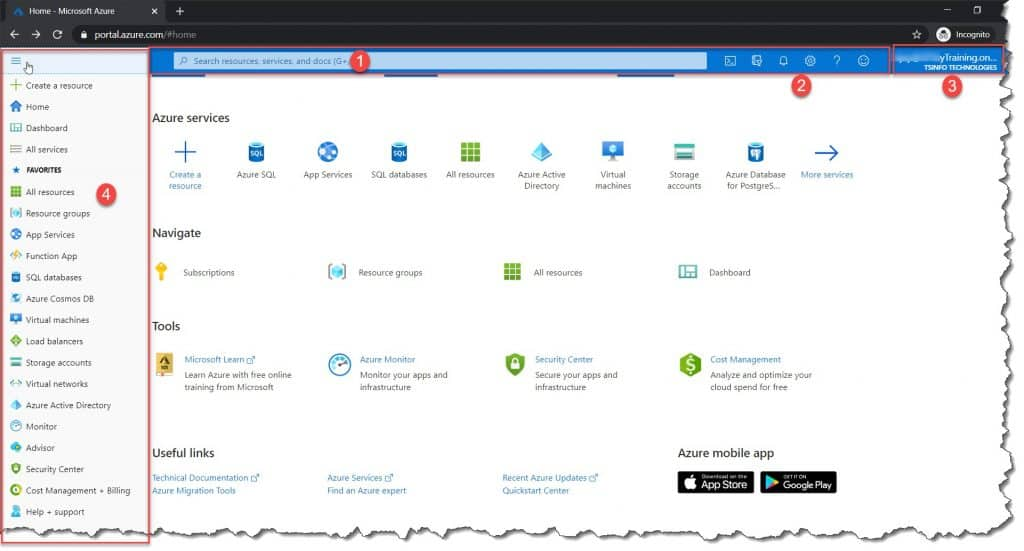 Home - Microsoft Azure
portal.azure.com/#home
Incognito
Search resources, services, and docs (G+/
1
2
yTraining.on...
TSINFO TECHNOLOGIES
3
Create a resource
Home
Dashboard
All services
FAVORITES
All resources
4
Resource groups
App Services
Function App
SQL databases
Azure Cosmos DB
Virtual machines
Load balancers
Storage accounts
Virtual networks
Azure Active Directory
Monitor
Advisor
Security Center
Cost Management + Billing
Help + support
Azure services
Create a
resource
SQL
Azure SQL
App Services
SQL
SQL databases
All resources
Azure Active
Directory
Virtual
machines
Storage
accounts
Azure Database
for PostgreS...
More services
Navigate
Subscriptions
Resource groups
All resources
Dashboard
Tools
Microsoft Learn
Learn Azure with free online
training from Microsoft
Azure Monitor
Monitor your apps and
infrastructure
Security Center
Secure your apps and
infrastructure
Cost Management
Analyze and optimize your
cloud spend for free
Useful links
Technical Documentation
Azure Migration Tools
Azure Services
Find an Azure expert
Recent Azure Updates
Quickstart Center
Azure mobile app
Download on the
App Store
GET IT ON
Google Play